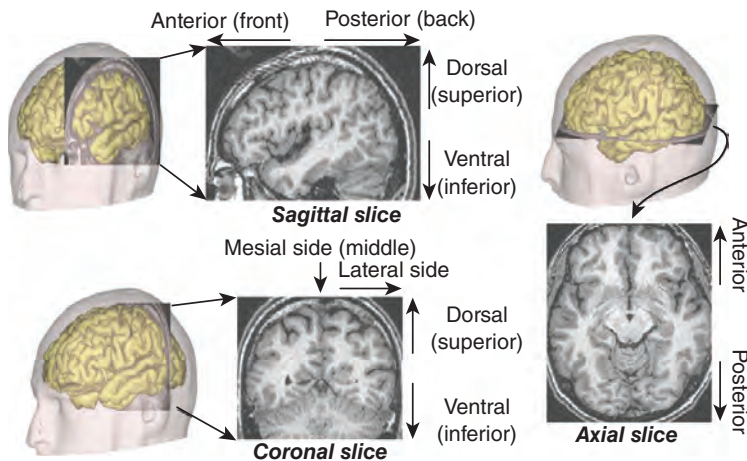 Anterior (front)
Posterior (back)
Dorsal
(superior)
Ventral
(inferior)
Sagittal slice
Mesial side (middle)
Lateral side
Dorsal
(superior)
Ventral
(inferior)
Coronal slice
Anterior
Posterior
Axial slice